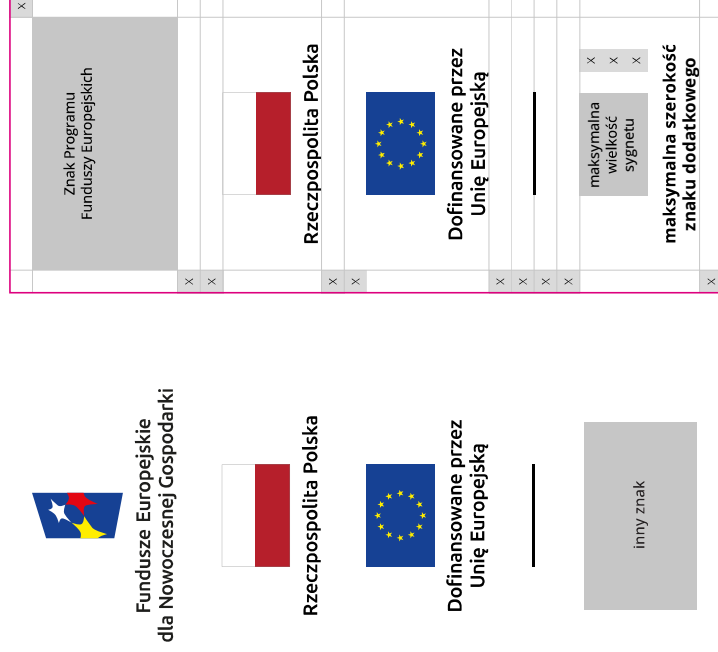 X
Znak Programu
Funduszy Europejskich
X
X
Rzeczpospolita Polska
X
X
Dofinansowane przez
Unię Europejską
X
X
X
X
X
X
X
maksymalna
wielkość
sygnetu
maksymalna szerokość
znaku dodatkowego
X
Fundusze Europejskie
dla Nowoczesnej Gospodarki
Rzeczpospolita Polska
Dofinansowane przez
Unię Europejską
inny znak